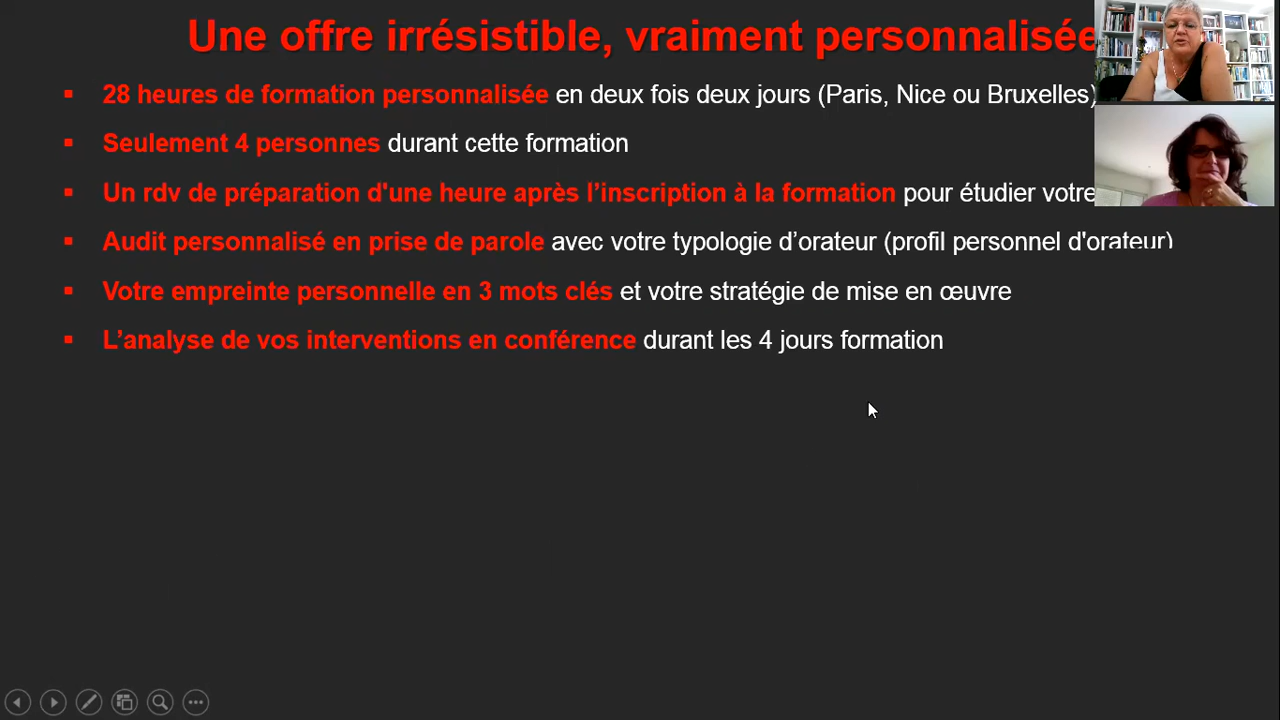 Une offre irrésistible, vraiment personnalisée
28 heures de formation personnalisée en deux fois deux jours (Paris, Nice ou Bruxelles)
Seulement 4 personnes durant cette formation
Un rdv de préparation d'une heure après l’inscription à la formation pour étudier votre
Audit personnalisé en prise de parole avec votre typologie d’orateur (profil personnel d'orateur)
Votre empreinte personnelle en 3 mots clés et votre stratégie de mise en œuvre
L’analyse de vos interventions en conférence durant les 4 jours formation